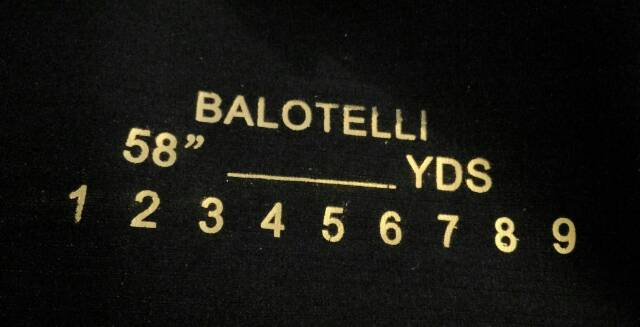 BALOTELLI
58” ________ YDS
1 2 3 4 5 6 7 8 9